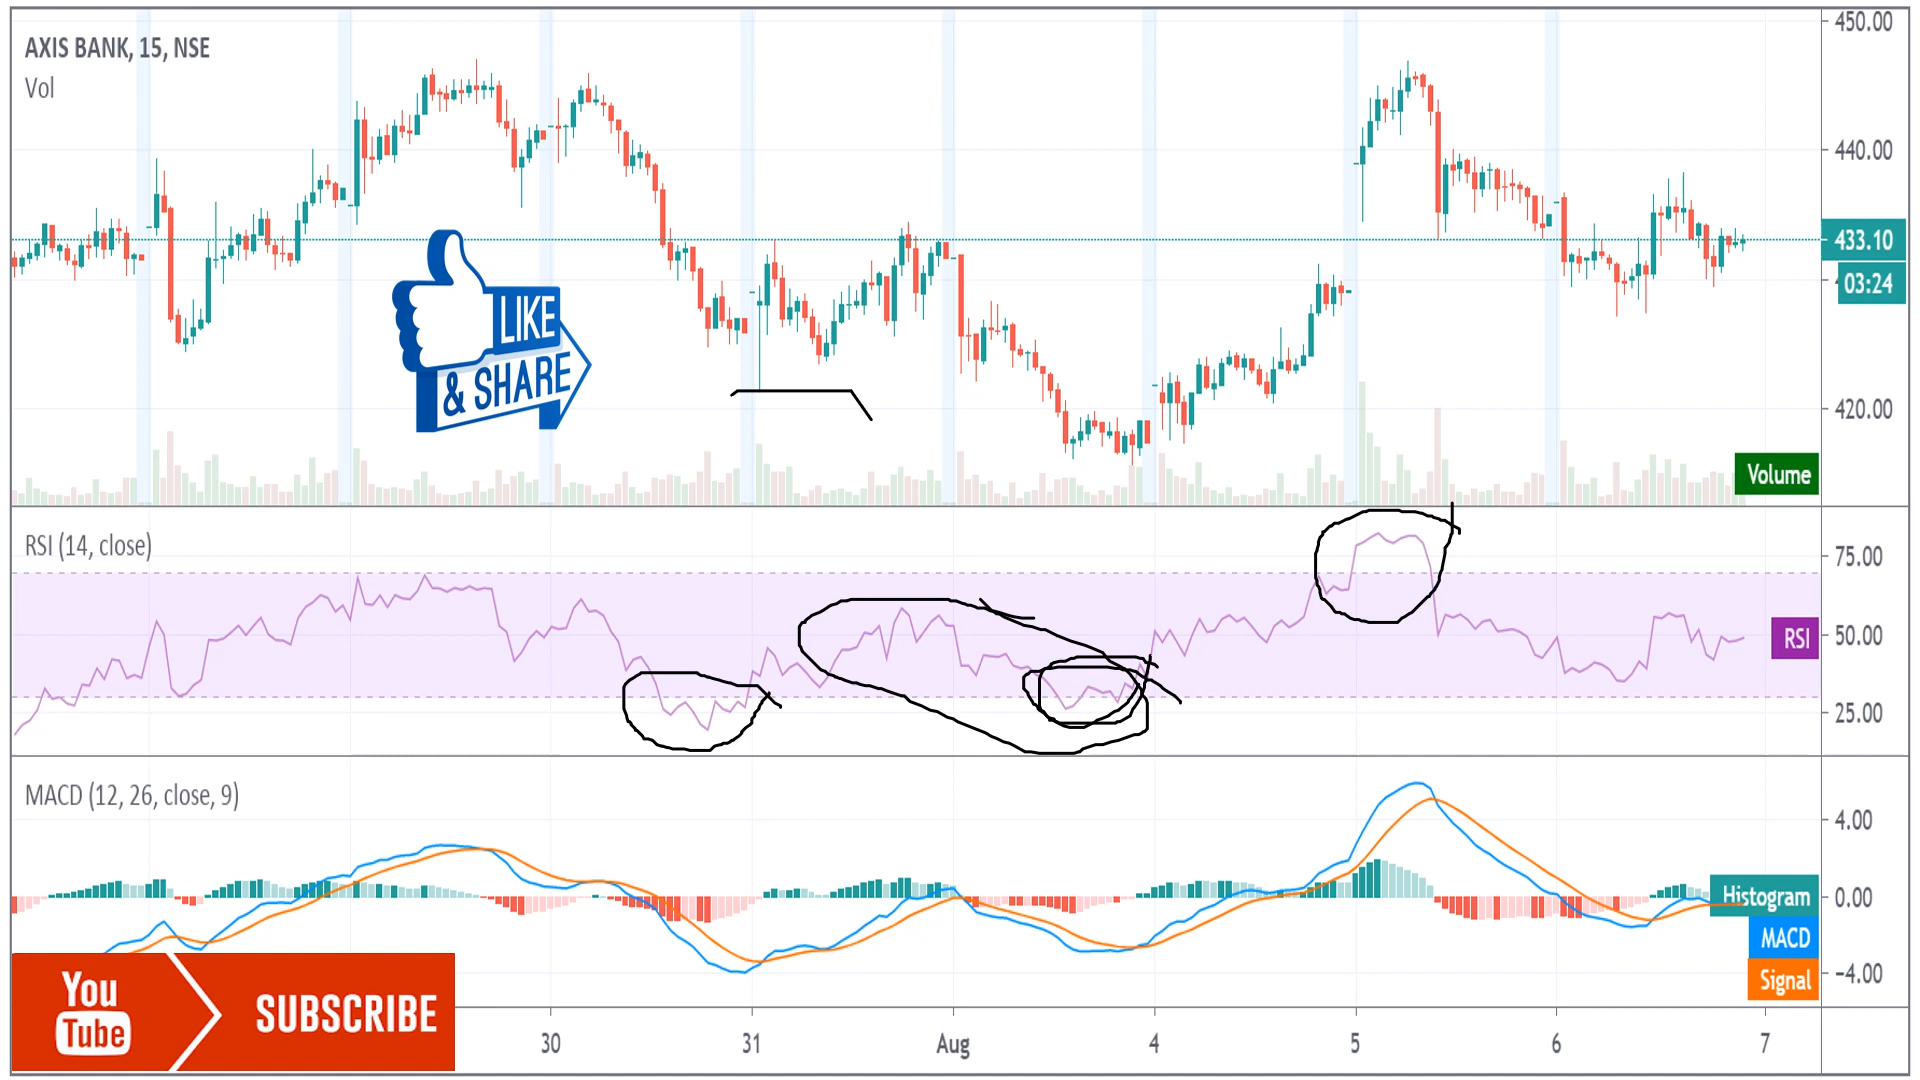 AXIS BANK, 15, NSE
Vol
450.00
440.00
433.10
03:24
420.00
LIKE
& SHARE
Volume
RSI (14, close)
75.00
50.00
RSI
25.00
MACD (12, 26, close, 9)
4.00
Histogram
0.00
MACD
Signal
−4.00
You
Tube
SUBSCRIBE
30 31 Aug 4 5 6 7